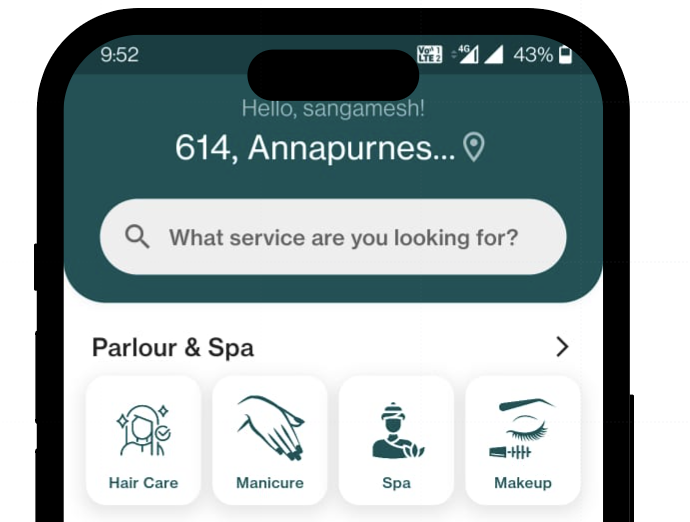 9:52
Vo 1
LTE 2
4G
43%
Hello, sangamesh!
614, Annapurnes...
What service are you looking for?
Parlour & Spa
Hair Care
Manicure
Spa
Makeup